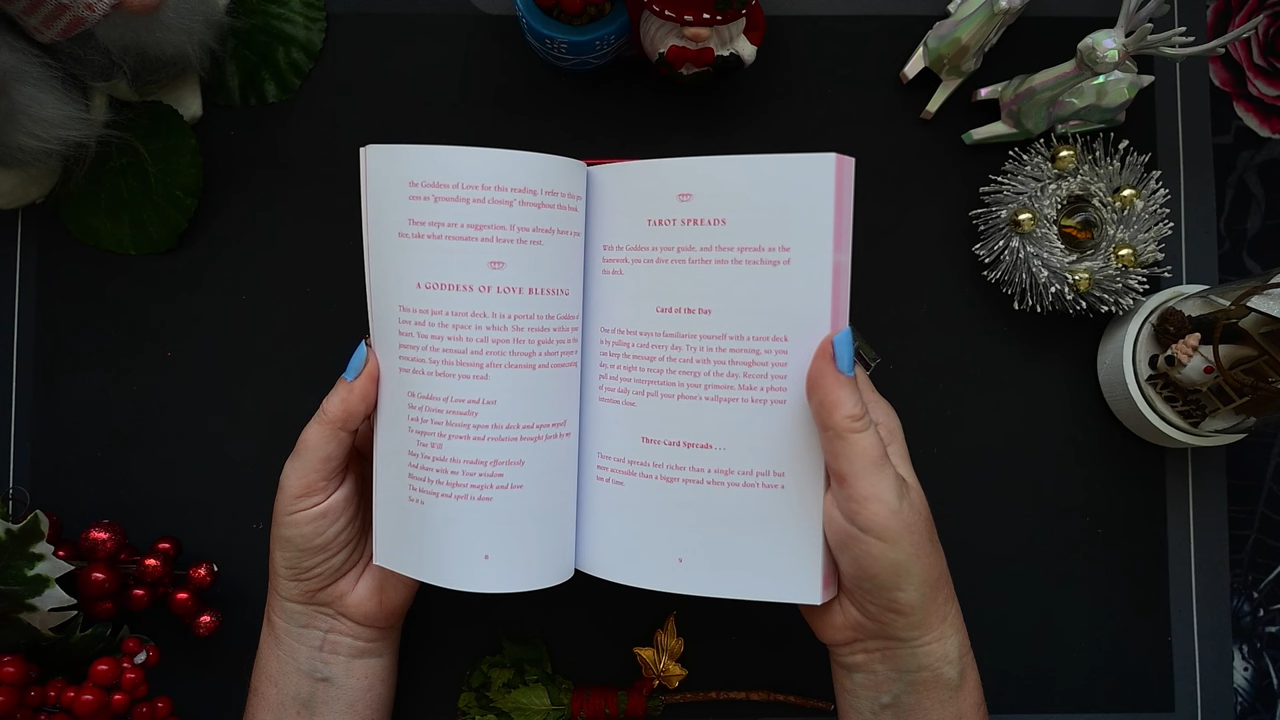 the Goddess of Love for this reading. I refer to this pro
cess as "grounding and closing" throughout this book.
These steps are a suggestion. If you already have a prac
tice, take what resonates and leave the rest.
A GODDESS OF LOVE BLESSING
This is not just a tarot deck. It is a portal to the Goddess of
Love and to the space in which She resides within your
heart. You may wish to call upon Her to guide you in this
journey of the sensual and erotic through a short prayer or
evocation. Say this blessing after cleansing and consecrating
your deck or before you read:
Oh Goddess of Love and Lust
She of Divine sensuality
I ask for Your blessing upon this deck and upon myself
To support the growth and evolution brought forth by my
True Will
May You guide this reading effortlessly
And share with me Your wisdom
Blessed by the highest magick and love
The blessing and spell is done
So it is
8
TAROT SPREADS
With the Goddess as your guide, and these spreads as the
framework, you can dive even farther into the teachings of
this deck.
Card of the Day
One of the best ways to familiarize yourself with a tarot deck
is by pulling a card every day. Try it in the morning, so you
can keep the message of the card with you throughout your
day, or at night to recap the energy of the day. Record your
pull and your interpretation in your grimoire. Make a photo
of your daily card pull your phone's wallpaper to keep your
intention close.
Three-Card Spreads . . .
Three-card spreads feel richer than a single card pull but
more accessible than a bigger spread when you don't have a
ton of time.
9